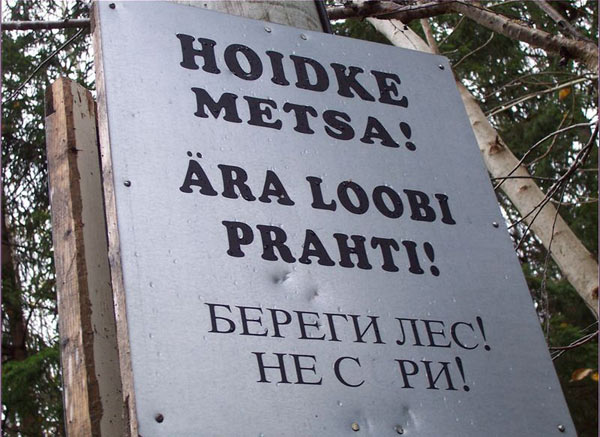 HOIDKE
METSA!
ÄRA LOOBI
PRAHTI!
БЕРЕГИ ЛЕС!
НЕ С РИ!